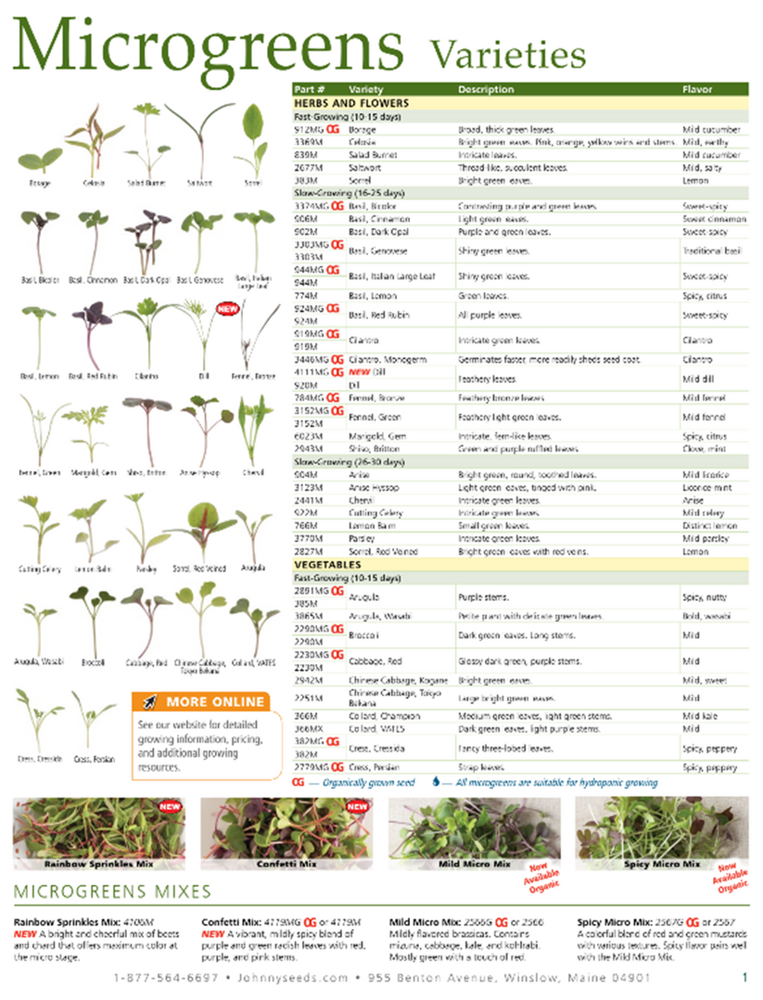 Microgreens Varieties
Borage Celosia Salad Burnet Saltwort Sorrel
Basil, Bicolor Basil, Cinnamon Basil, Dark Opal Basil, Genovese Basil, Italian Large Leaf
NEW
Basil, Lemon Basil, Red Rubin Cilantro Dill Fennel, Bronze
Fennel, Green Marigold, Gem Shiso, Britton Anise Hyssop Chervil
Cutting Celery Lemon Balm Parsley Sorrel, Red Veined Arugula
Arugula, Wasabi Broccoli Cabbage, Red Chinese Cabbage, Tokyo Bekana Collard, VATES
Cress, Cressida Cress, Persian
MORE ONLINE
See our website for detailed
growing information, pricing,
and additional growing
resources.
Part # Variety Description Flavor
HERBS AND FLOWERS
Fast-Growing (10-15 days)
912MG OG Borage Broad, thick green leaves. Mild cucumber
3369M Celosia Bright green leaves. Pink, orange, yellow veins and stems. Mild, earthy
839M Salad Burnet Intricate leaves. Mild cucumber
2677M Saltwort Thread-like, succulent leaves. Mild, salty
383M Sorrel Bright green leaves. Lemon
Slow-Growing (16-25 days)
3374MG OG Basil, Bicolor Contrasting purple and green leaves. Sweet-spicy
906M Basil, Cinnamon Light green leaves. Sweet cinnamon
902M Basil, Dark Opal Purple and green leaves. Sweet-spicy
3303MG OG
3303M Basil, Genovese Shiny green leaves. Traditional basil
944MG OG
944M Basil, Italian Large Leaf Shiny green leaves. Sweet-spicy
774M Basil, Lemon Green leaves. Spicy, citrus
924MG OG
924M Basil, Red Rubin All purple leaves. Sweet-spicy
919MG OG
919M Cilantro Intricate green leaves. Cilantro
3446MG OG Cilantro, Monogerm Germinates faster, more readily sheds seed coat. Cilantro
4111MG OG NEW Dill
920M Dill Feathery leaves. Mild dill
784MG OG Fennel, Bronze Feathery bronze leaves Mild fennel
3152MG OG
3152M Fennel, Green Feathery light green leaves. Mild fennel
6023M Marigold, Gem Intricate, fern-like leaves. Spicy, citrus
2943M Shiso, Britton Green and purple ruffled leaves Clove, mint
Slow-Growing (26-30 days)
904M Anise Bright green, round, toothed leaves. Mild licorice
3123M Anise Hyssop Light green leaves, tinged with pink. Licorice-mint
2441M Chervil Intricate green leaves. Anise
922M Cutting Celery Intricate green leaves. Mild celery
766M Lemon Balm Small green leaves. Distinct lemon
3770M Parsley Intricate green leaves. Mild parsley
2827M Sorrel, Red Veined Bright green leaves with red veins. Lemon
VEGETABLES
Fast-Growing (10-15 days)
2891MG OG
385M Arugula Purple stems. Spicy, nutty
3865M Arugula, Wasabi Petite plant with delicate green leaves. Bold, wasabi
2290MG OG
2290M Broccoli Dark green leaves. Long stems. Mild
2230MG OG
2230M Cabbage, Red Glossy dark green, purple stems. Mild
2942M Chinese Cabbage, Kogane Bright green leaves. Mild, sweet
2251M Chinese Cabbage, Tokyo Bekana Large bright green leaves. Mild
366M Collard, Champion Medium green leaves, light green stems. Mild kale
366MX Collard, VATES Dark green leaves, light purple stems. Mild
382MG OG
382M Cress, Cressida Fancy three-lobed leaves. Spicy, peppery
2779MG OG Cress, Persian Strap leaves. Spicy, peppery
OG — Organically grown seed — All microgreens are suitable for hydroponic growing
NEW NEW
Rainbow Sprinkles Mix Confetti Mix Mild Micro Mix Spicy Micro Mix
Now Available Organic Now Available Organic
MICROGREENS MIXES
Rainbow Sprinkles Mix: 4106M
NEW A bright and cheerful mix of beets
and chard that offers maximum color at
the micro stage.
Confetti Mix: 4119MG OG or 4119M
NEW A vibrant, mildly spicy blend of
purple and green radish leaves with red,
purple, and pink stems.
Mild Micro Mix: 2566G OG or 2566
Mildly flavored brassicas. Contains
mizuna, cabbage, kale, and kohlrabi.
Mostly green with a touch of red.
Spicy Micro Mix: 2567G OG or 2567
A colorful blend of red and green mustards
with various textures. Spicy flavor pairs well
with the Mild Micro Mix.
1-877-564-6697 • Johnnyseeds.com • 955 Benton Avenue, Winslow, Maine 04901 1